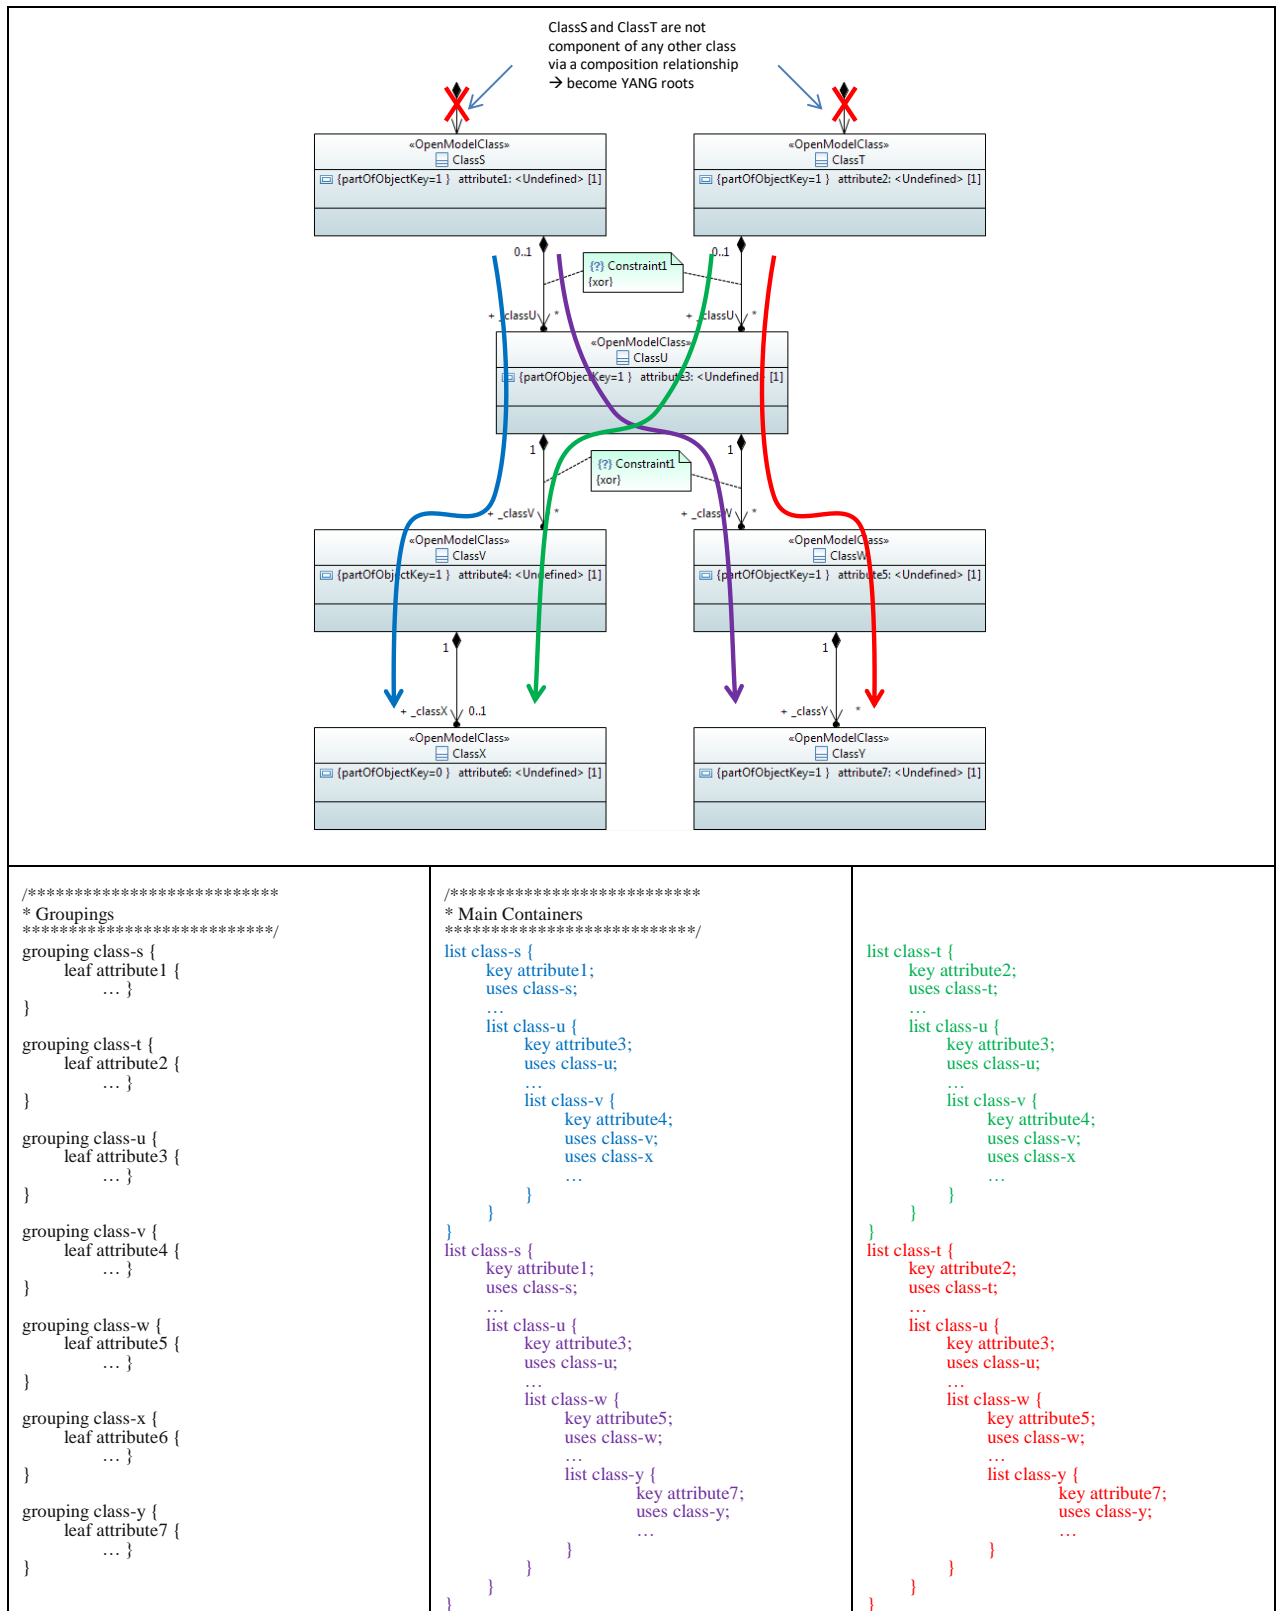 ClassS and ClassT are not
component of any other class
via a composition relationship
→ become YANG roots
«OpenModelClass»
ClassS
{partOfObjectKey=1 } attribute1: <Undefined> [1]
«OpenModelClass»
ClassT
{partOfObjectKey=1 } attribute2: <Undefined> [1]
0..1
0..1
{?} Constraint1
{xor}
+ _classU *
+ _classU *
«OpenModelClass»
ClassU
{partOfObjectKey=1 } attribute3: <Undefined> [1]
1
1
{?} Constraint1
{xor}
+ _classV *
+ _classW *
«OpenModelClass»
ClassV
{partOfObjectKey=1 } attribute4: <Undefined> [1]
«OpenModelClass»
ClassW
{partOfObjectKey=1 } attribute5: <Undefined> [1]
1
1
+ _classX 0..1
+ _classY *
«OpenModelClass»
ClassX
{partOfObjectKey=0 } attribute6: <Undefined> [1]
«OpenModelClass»
ClassY
{partOfObjectKey=1 } attribute7: <Undefined> [1]
/***************************
* Groupings
***************************/
grouping class-s {
leaf attribute1 {
… }
}
grouping class-t {
leaf attribute2 {
… }
}
grouping class-u {
leaf attribute3 {
… }
}
grouping class-v {
leaf attribute4 {
… }
}
grouping class-w {
leaf attribute5 {
… }
}
grouping class-x {
leaf attribute6 {
… }
}
grouping class-y {
leaf attribute7 {
… }
}
/***************************
* Main Containers
***************************/
list class-s {
key attribute1;
uses class-s;
…
list class-u {
key attribute3;
uses class-u;
…
list class-v {
key attribute4;
uses class-v;
uses class-x
…
}
}
}
list class-s {
key attribute1;
uses class-s;
…
list class-u {
key attribute3;
uses class-u;
…
list class-w {
key attribute5;
uses class-w;
…
list class-y {
key attribute7;
uses class-y;
…
}
}
}
}
list class-t {
key attribute2;
uses class-t;
…
list class-u {
key attribute3;
uses class-u;
…
list class-v {
key attribute4;
uses class-v;
uses class-x
…
}
}
}
list class-t {
key attribute2;
uses class-t;
…
list class-u {
key attribute3;
uses class-u;
…
list class-w {
key attribute5;
uses class-w;
…
list class-y {
key attribute7;
uses class-y;
…
}
}
}
}